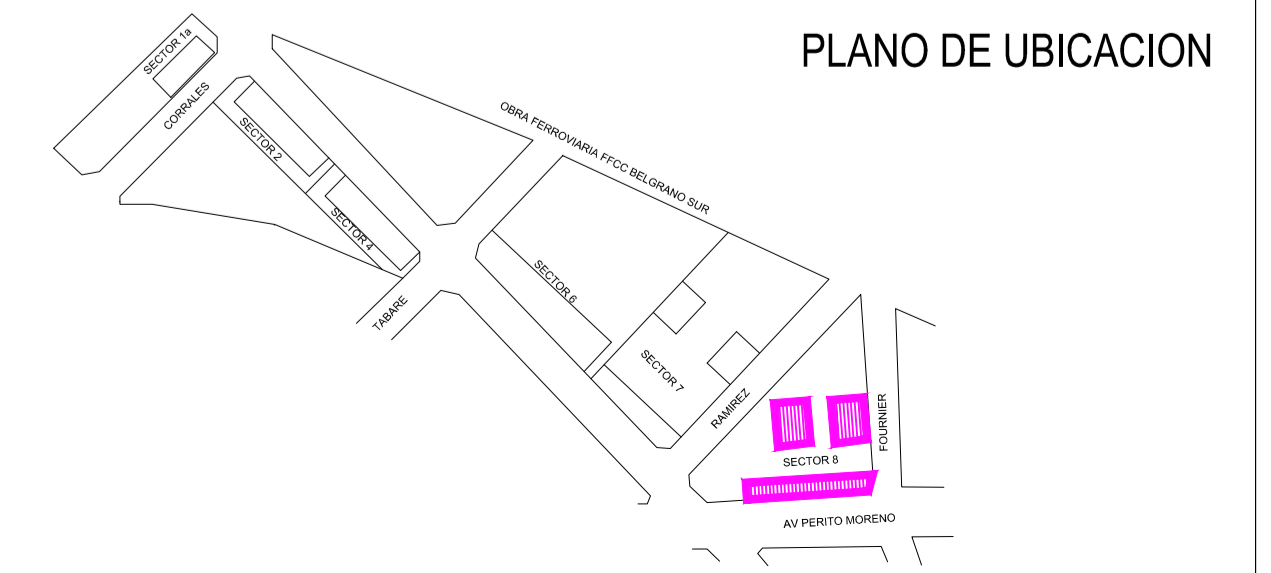 PLANO DE UBICACION
SECTOR 1a
CORRALES
SECTOR 2
SECTOR 4
TABARE
OBRA FERROVIARIA FFCC BELGRANO SUR
SECTOR 6
SECTOR 7
RAMIREZ
FOURNIER
SECTOR 8
AV PERITO MORENO